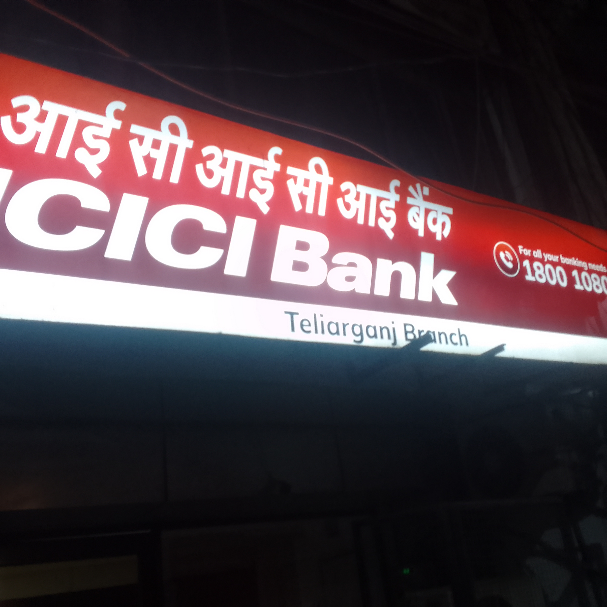 आई सी आई सी आई बैंक
ICICI Bank
For all your banking needs
1800 1080
Teliarganj Branch